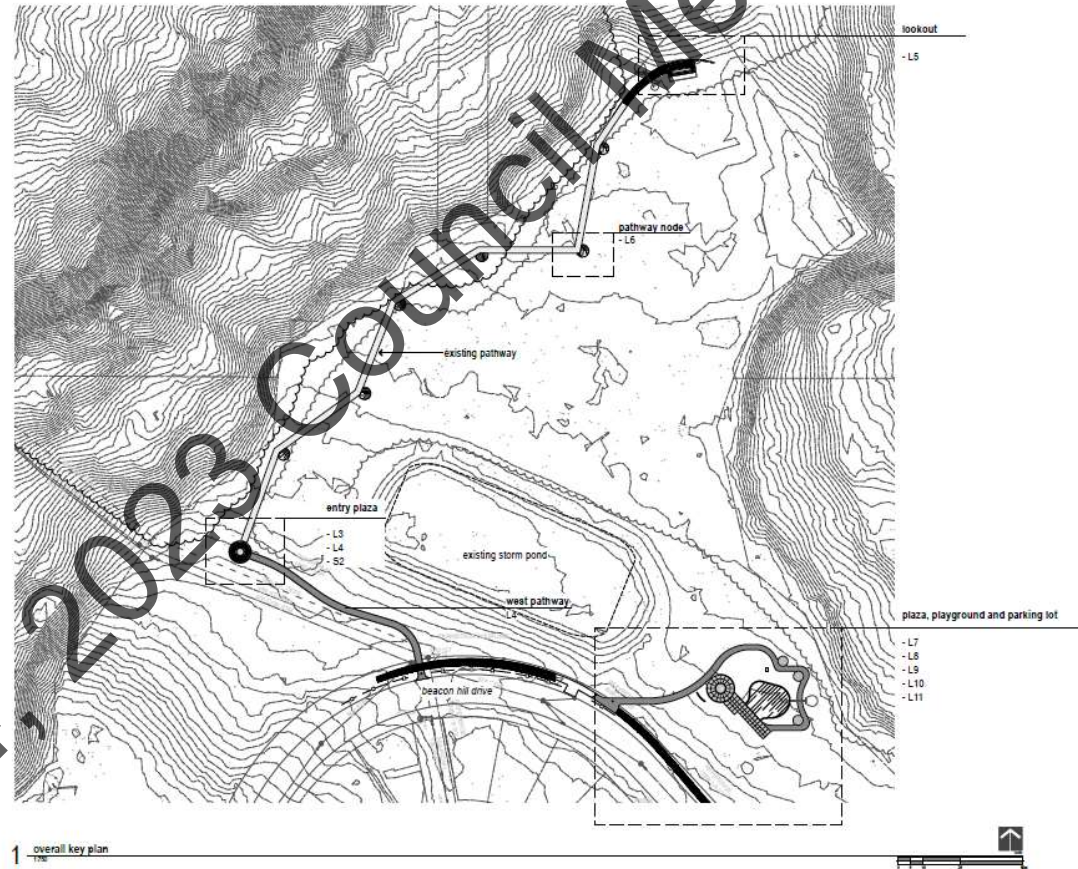 lookout
- L5
pathway node
- L6
existing pathway
entry plaza
- L3
- L4
- S2
existing storm pond
west pathway
L4
plaza, playground and parking lot
- L7
- L8
- L9
- L10
- L11
beacon hill drive
, 2023 Council Me
1 overall key plan